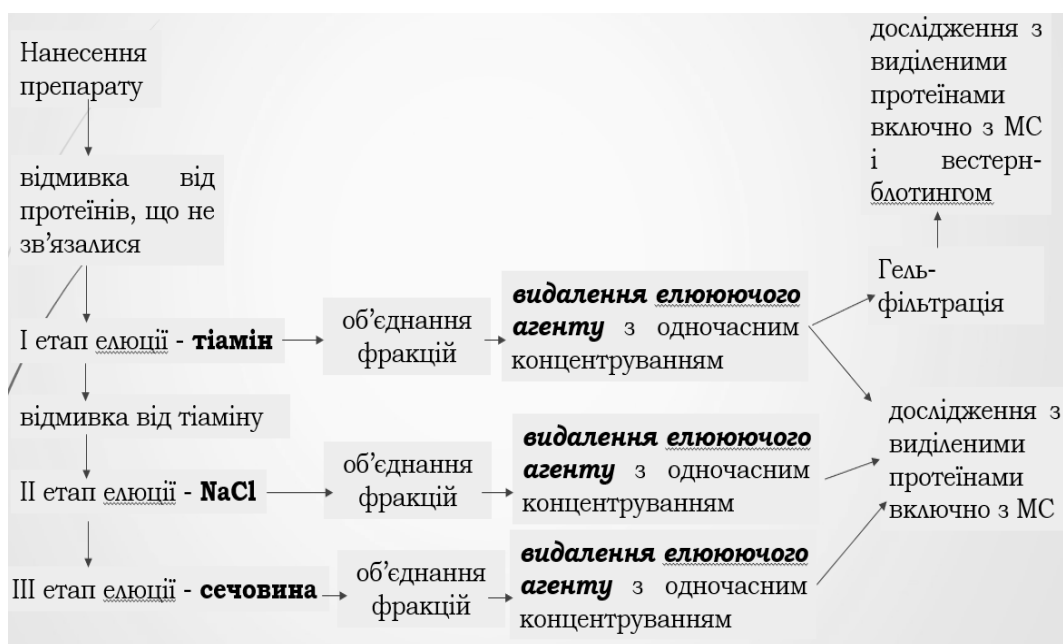 Нанесення
препарату
відмивка від
протеїнів, що не
зв’язалися
І етап елюції - тіамін
об’єднання
фракцій
видалення елююючого
агенту з одночасним
концентруванням
Гель-
фільтрація
дослідження з
виділеними
протеїнами
включно з МС
і вестерн-
блотингом
відмивка від тіаміну
ІІ етап елюції - NaCl
об’єднання
фракцій
видалення елююючого
агенту з одночасним
концентруванням
дослідження з
виділеними
протеїнами
включно з МС
ІІІ етап елюції - сечовина
об’єднання
фракцій
видалення елююючого
агенту з одночасним
концентруванням